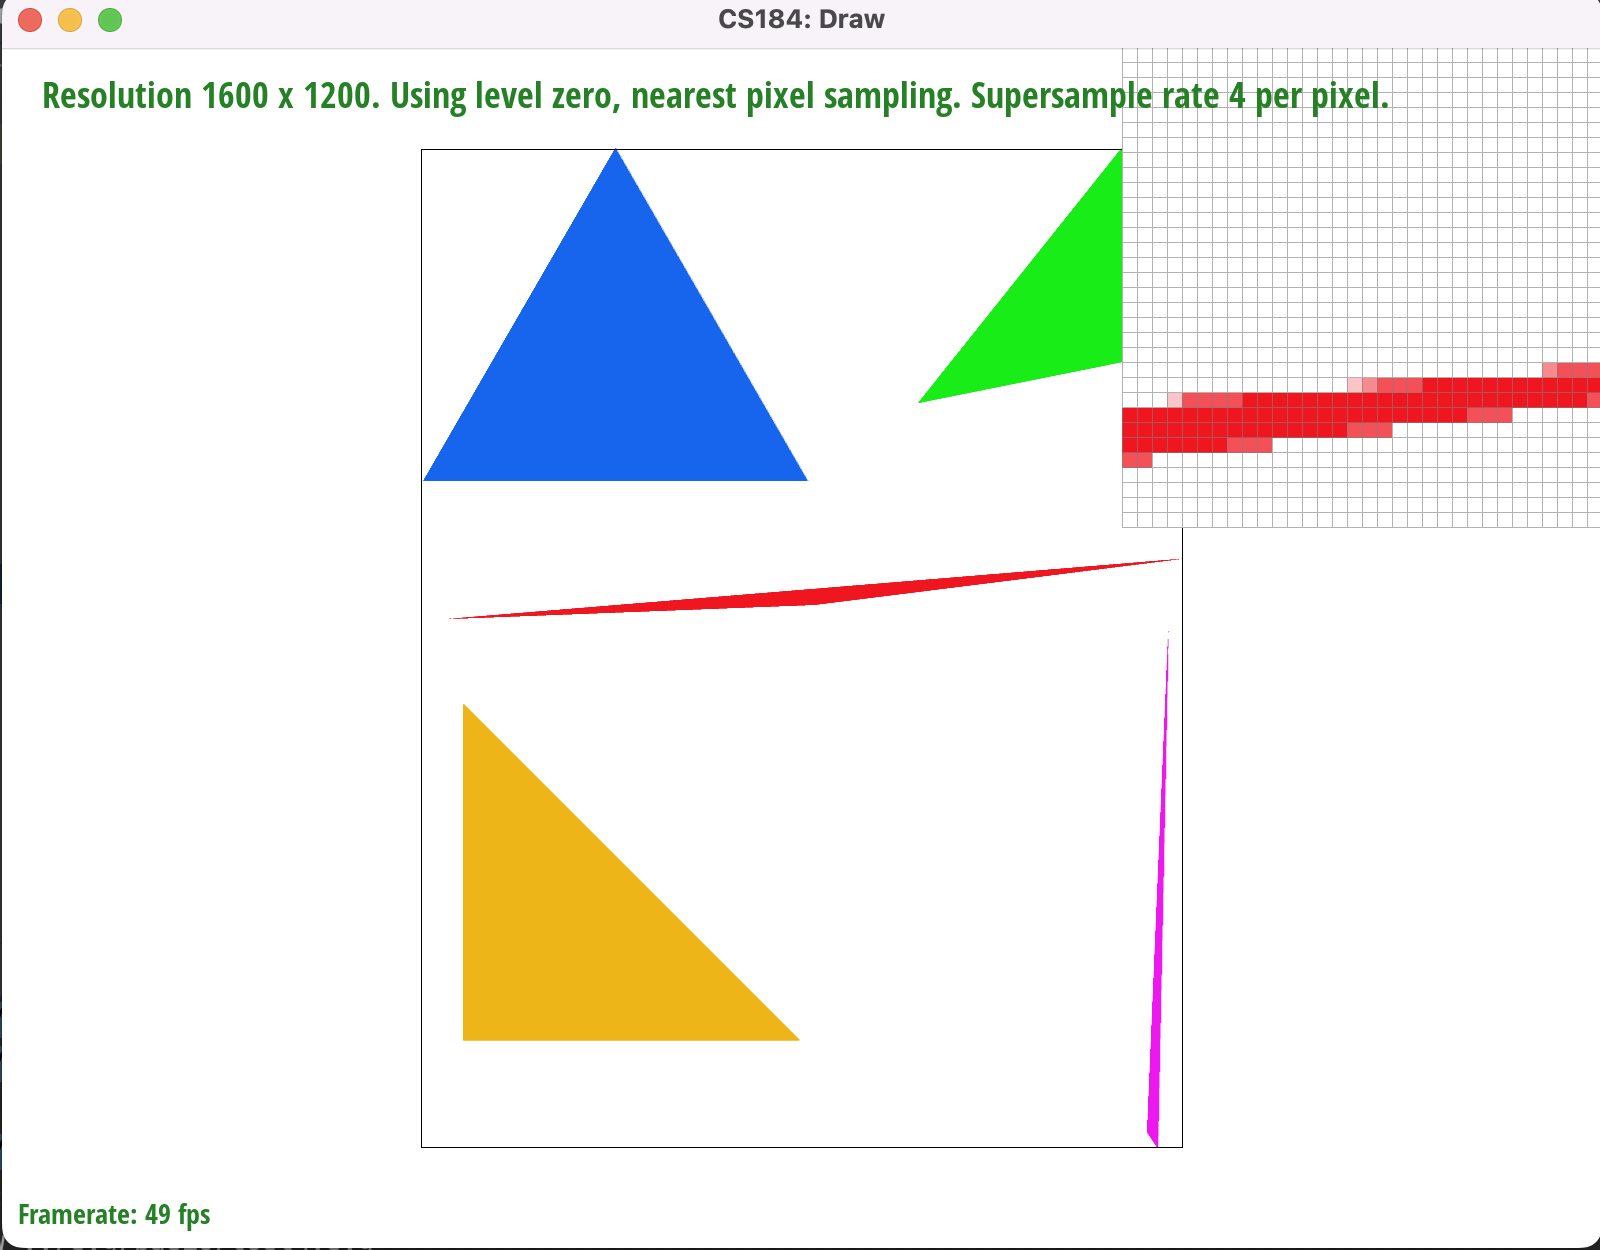 CS184: Draw
Resolution 1600 x 1200. Using level zero, nearest pixel sampling. Supersample rate 4 per pixel.
Framerate: 49 fps